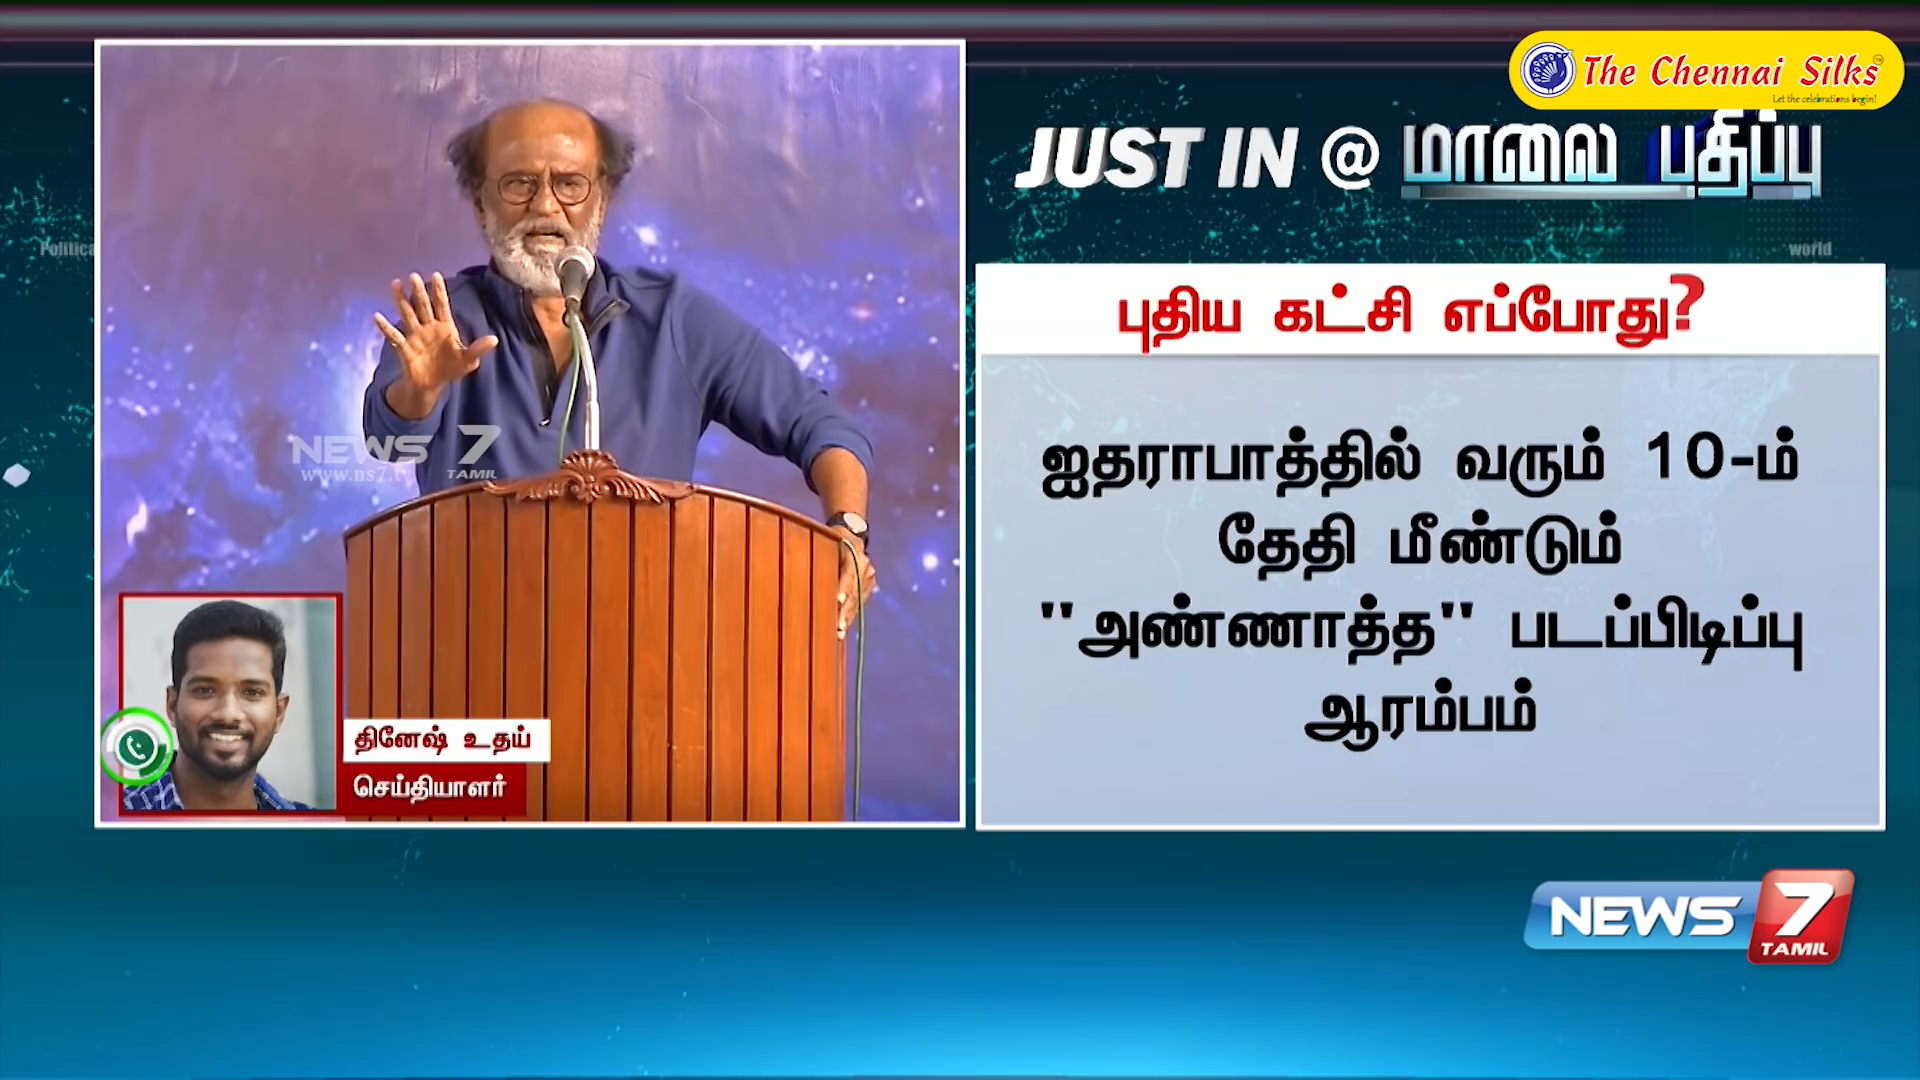 The Chennai Silks
Let the celebrations begin!
JUST IN @ மாலை பதிப்பு
Politica
world
புதிய கட்சி எப்போது?
ஐதராபாத்தில் வரும் 10-ம்
தேதி மீண்டும்
"அண்ணாத்த" படப்பிடிப்பு
ஆரம்பம்
NEWS 7
www.ns7.tv TAMIL
தினேஷ் உதய்
செய்தியாளர்
NEWS 7
TAMIL